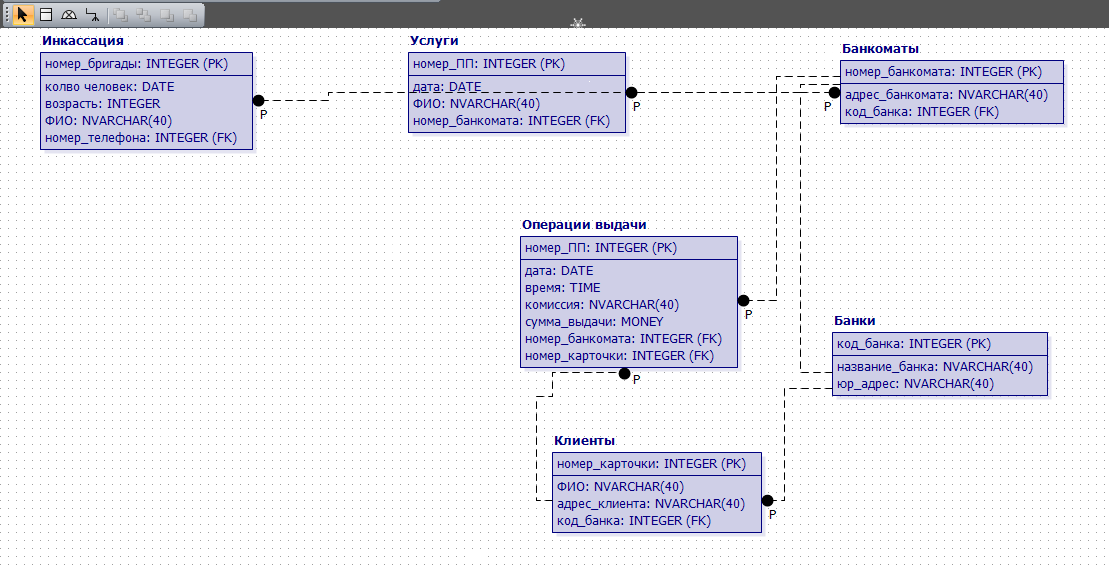 Инкассация
номер_бригады: INTEGER (PK)
колво человек: DATE
возрасть: INTEGER
ФИО: NVARCHAR(40)
номер_телефона: INTEGER (FK)
P
Услуги
номер_ПП: INTEGER (PK)
дата: DATE
ФИО: NVARCHAR(40)
номер_банкомата: INTEGER (FK)
P
Банкоматы
номер_банкомата: INTEGER (PK)
адрес_банкомата: NVARCHAR(40)
код_банка: INTEGER (FK)
P
Операции выдачи
номер_ПП: INTEGER (PK)
дата: DATE
время: TIME
комиссия: NVARCHAR(40)
сумма_выдачи: MONEY
номер_банкомата: INTEGER (FK)
номер_карточки: INTEGER (FK)
P
P
Банки
код_банка: INTEGER (PK)
название_банка: NVARCHAR(40)
юр_адрес: NVARCHAR(40)
Клиенты
номер_карточки: INTEGER (PK)
ФИО: NVARCHAR(40)
адрес_клиента: NVARCHAR(40)
код_банка: INTEGER (FK)
P